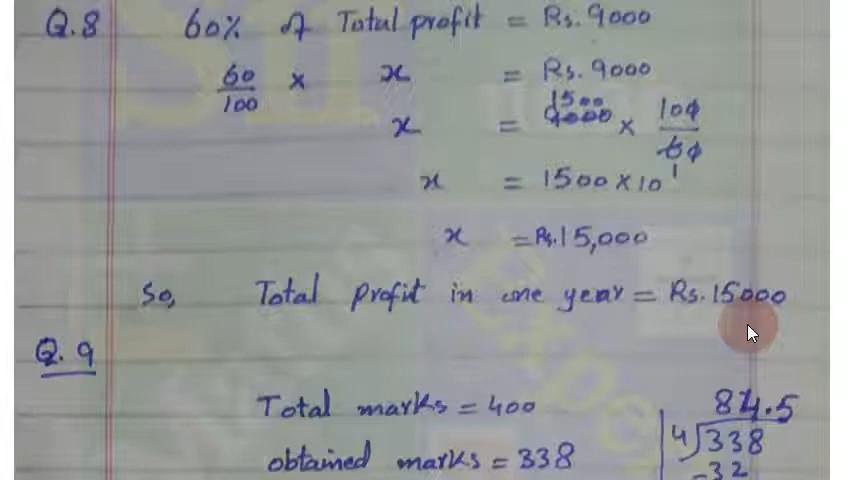 Q.8 60% of Total profit = Rs. 9000
60/100 × x = Rs. 9000
x = 9000 1500 × 100/60
x = 1500 × 10
x = Rs. 15,000
So, Total profit in one year = Rs. 15000
Q. 9
Total marks = 400
obtained marks = 338
84.5
4 338
-32